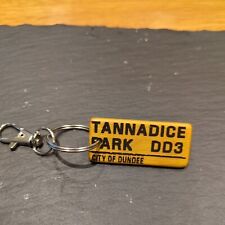 TANNADICE
PARK DD3
CITY OF DUNDEE